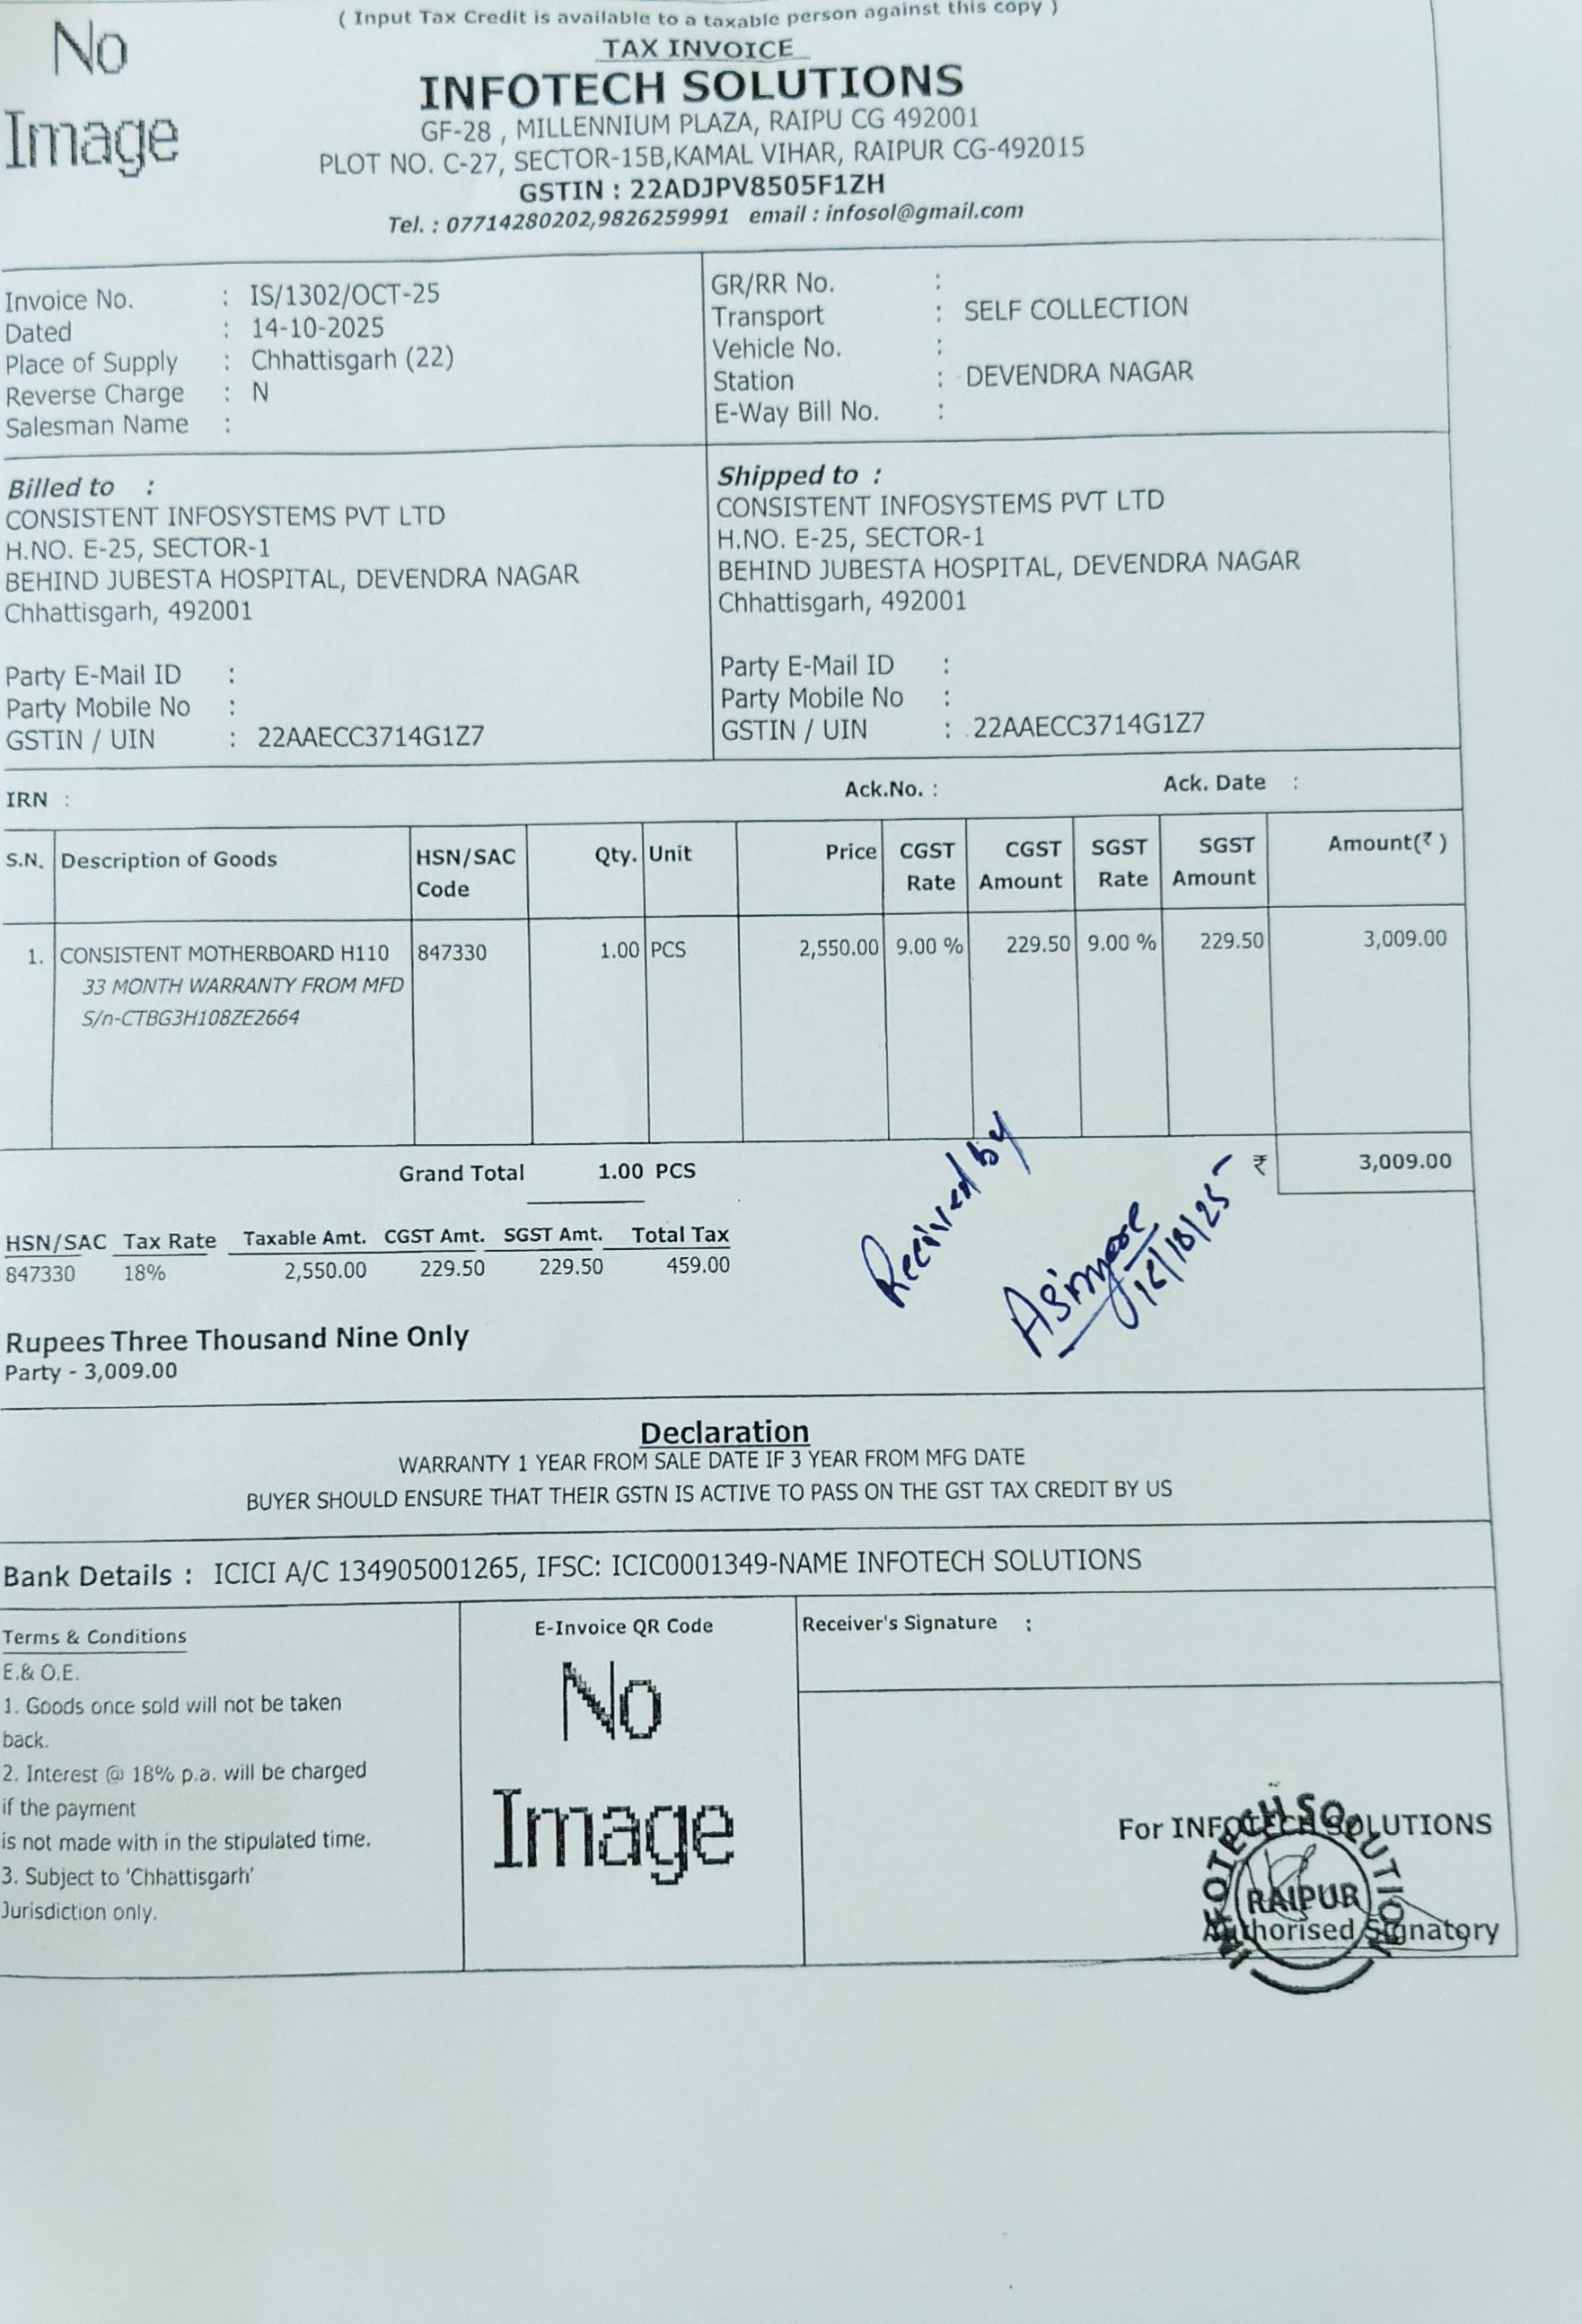 ( Input Tax Credit is available to a taxable person against this copy )
No
Image
TAX INVOICE
INFOTECH SOLUTIONS
GF-28 , MILLENNIUM PLAZA, RAIPU CG 492001
PLOT NO. C-27, SECTOR-15B,KAMAL VIHAR, RAIPUR CG-492015
GSTIN : 22ADJPV8505F1ZH
Tel. : 07714280202,9826259991 email : infosol@gmail.com
Invoice No. : IS/1302/OCT-25
Dated : 14-10-2025
Place of Supply : Chhattisgarh (22)
Reverse Charge : N
Salesman Name :
GR/RR No. :
Transport : SELF COLLECTION
Vehicle No. :
Station : DEVENDRA NAGAR
E-Way Bill No. :
Billed to :
CONSISTENT INFOSYSTEMS PVT LTD
H.NO. E-25, SECTOR-1
BEHIND JUBESTA HOSPITAL, DEVENDRA NAGAR
Chhattisgarh, 492001
Party E-Mail ID :
Party Mobile No :
GSTIN / UIN : 22AAECC3714G1Z7
Shipped to :
CONSISTENT INFOSYSTEMS PVT LTD
H.NO. E-25, SECTOR-1
BEHIND JUBESTA HOSPITAL, DEVENDRA NAGAR
Chhattisgarh, 492001
Party E-Mail ID :
Party Mobile No :
GSTIN / UIN : 22AAECC3714G1Z7
IRN : Ack.No. : Ack. Date :
S.N. Description of Goods HSN/SAC Code Qty. Unit Price CGST Rate CGST Amount SGST Rate SGST Amount Amount(₹ )
1. CONSISTENT MOTHERBOARD H110 847330 1.00 PCS 2,550.00 9.00 % 229.50 9.00 % 229.50 3,009.00
33 MONTH WARRANTY FROM MFD
S/n-CTBG3H108ZE2664
Grand Total 1.00 PCS ₹ 3,009.00
Received by
HSN/SAC Tax Rate Taxable Amt. CGST Amt. SGST Amt. Total Tax
847330 18% 2,550.00 229.50 229.50 459.00
Rupees Three Thousand Nine Only
Party - 3,009.00
Declaration
WARRANTY 1 YEAR FROM SALE DATE IF 3 YEAR FROM MFG DATE
BUYER SHOULD ENSURE THAT THEIR GSTN IS ACTIVE TO PASS ON THE GST TAX CREDIT BY US
Bank Details : ICICI A/C 134905001265, IFSC: ICIC0001349-NAME INFOTECH SOLUTIONS
Terms & Conditions
E.& O.E.
1. Goods once sold will not be taken
back.
2. Interest @ 18% p.a. will be charged
if the payment
is not made with in the stipulated time.
3. Subject to 'Chhattisgarh'
Jurisdiction only.
E-Invoice QR Code
No
Image
Receiver's Signature :
For INFOTECH SOLUTIONS
INFOTECH SOLUTION
RAIPUR
Authorised Signatory